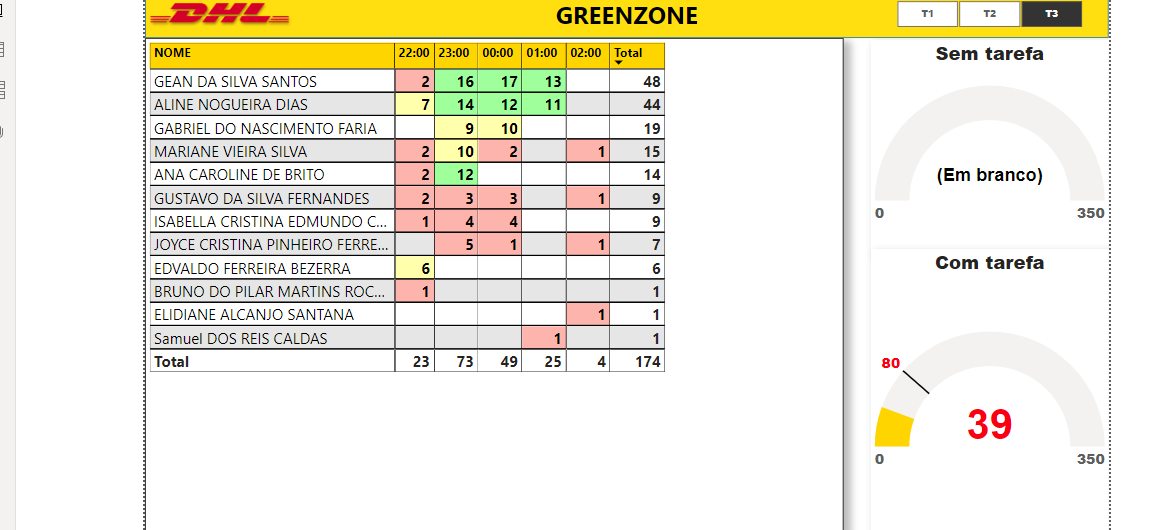 DHL
GREENZONE
T1 T2 T3
NOME 22:00 23:00 00:00 01:00 02:00 Total
GEAN DA SILVA SANTOS 2 16 17 13 48
ALINE NOGUEIRA DIAS 7 14 12 11 44
GABRIEL DO NASCIMENTO FARIA 9 10 19
MARIANE VIEIRA SILVA 2 10 2 1 15
ANA CAROLINE DE BRITO 2 12 14
GUSTAVO DA SILVA FERNANDES 2 3 3 1 9
ISABELLA CRISTINA EDMUNDO C... 1 4 4 9
JOYCE CRISTINA PINHEIRO FERRE... 5 1 1 7
EDVALDO FERREIRA BEZERRA 6 6
BRUNO DO PILAR MARTINS ROC... 1 1
ELIDIANE ALCANJO SANTANA 1 1
Samuel DOS REIS CALDAS 1 1
Total 23 73 49 25 4 174
Sem tarefa
(Em branco)
0 350
Com tarefa
80
39
0 350